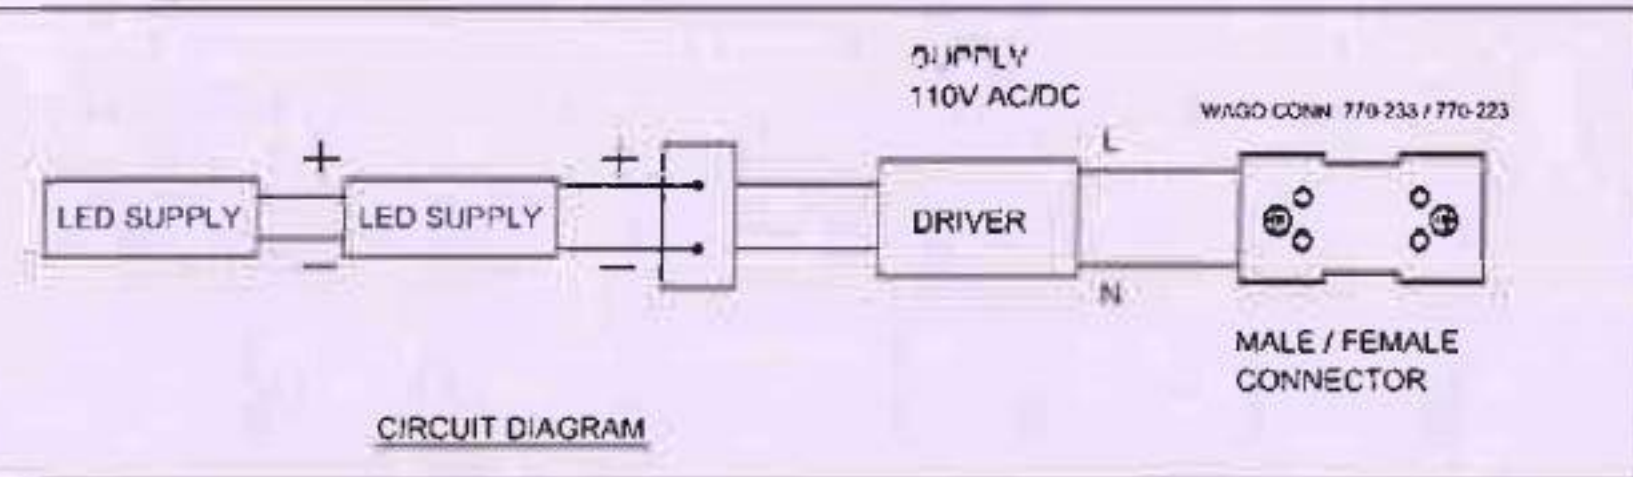 SUPPLY
110V AC/DC
WAGO CONN 770-233 / 770-223
L
+
+
LED SUPPLY
LED SUPPLY
DRIVER
−
−
N
MALE / FEMALE
CONNECTOR
CIRCUIT DIAGRAM